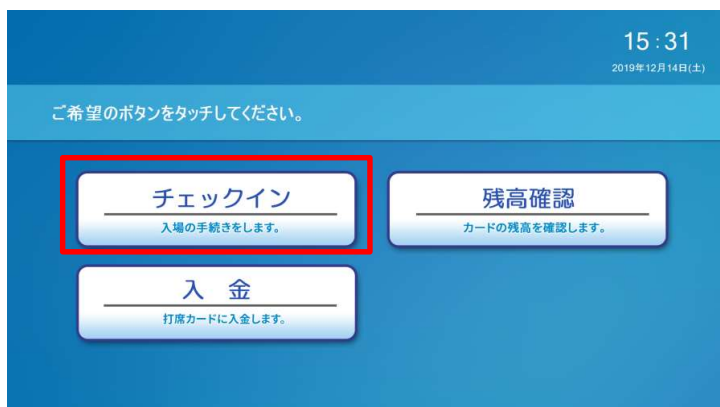 15:31
2019年12月14日(土)
ご希望のボタンをタッチしてください。
チェックイン
入場の手続きをします。
残高確認
カードの残高を確認します。
入 金
打席カードに入金します。